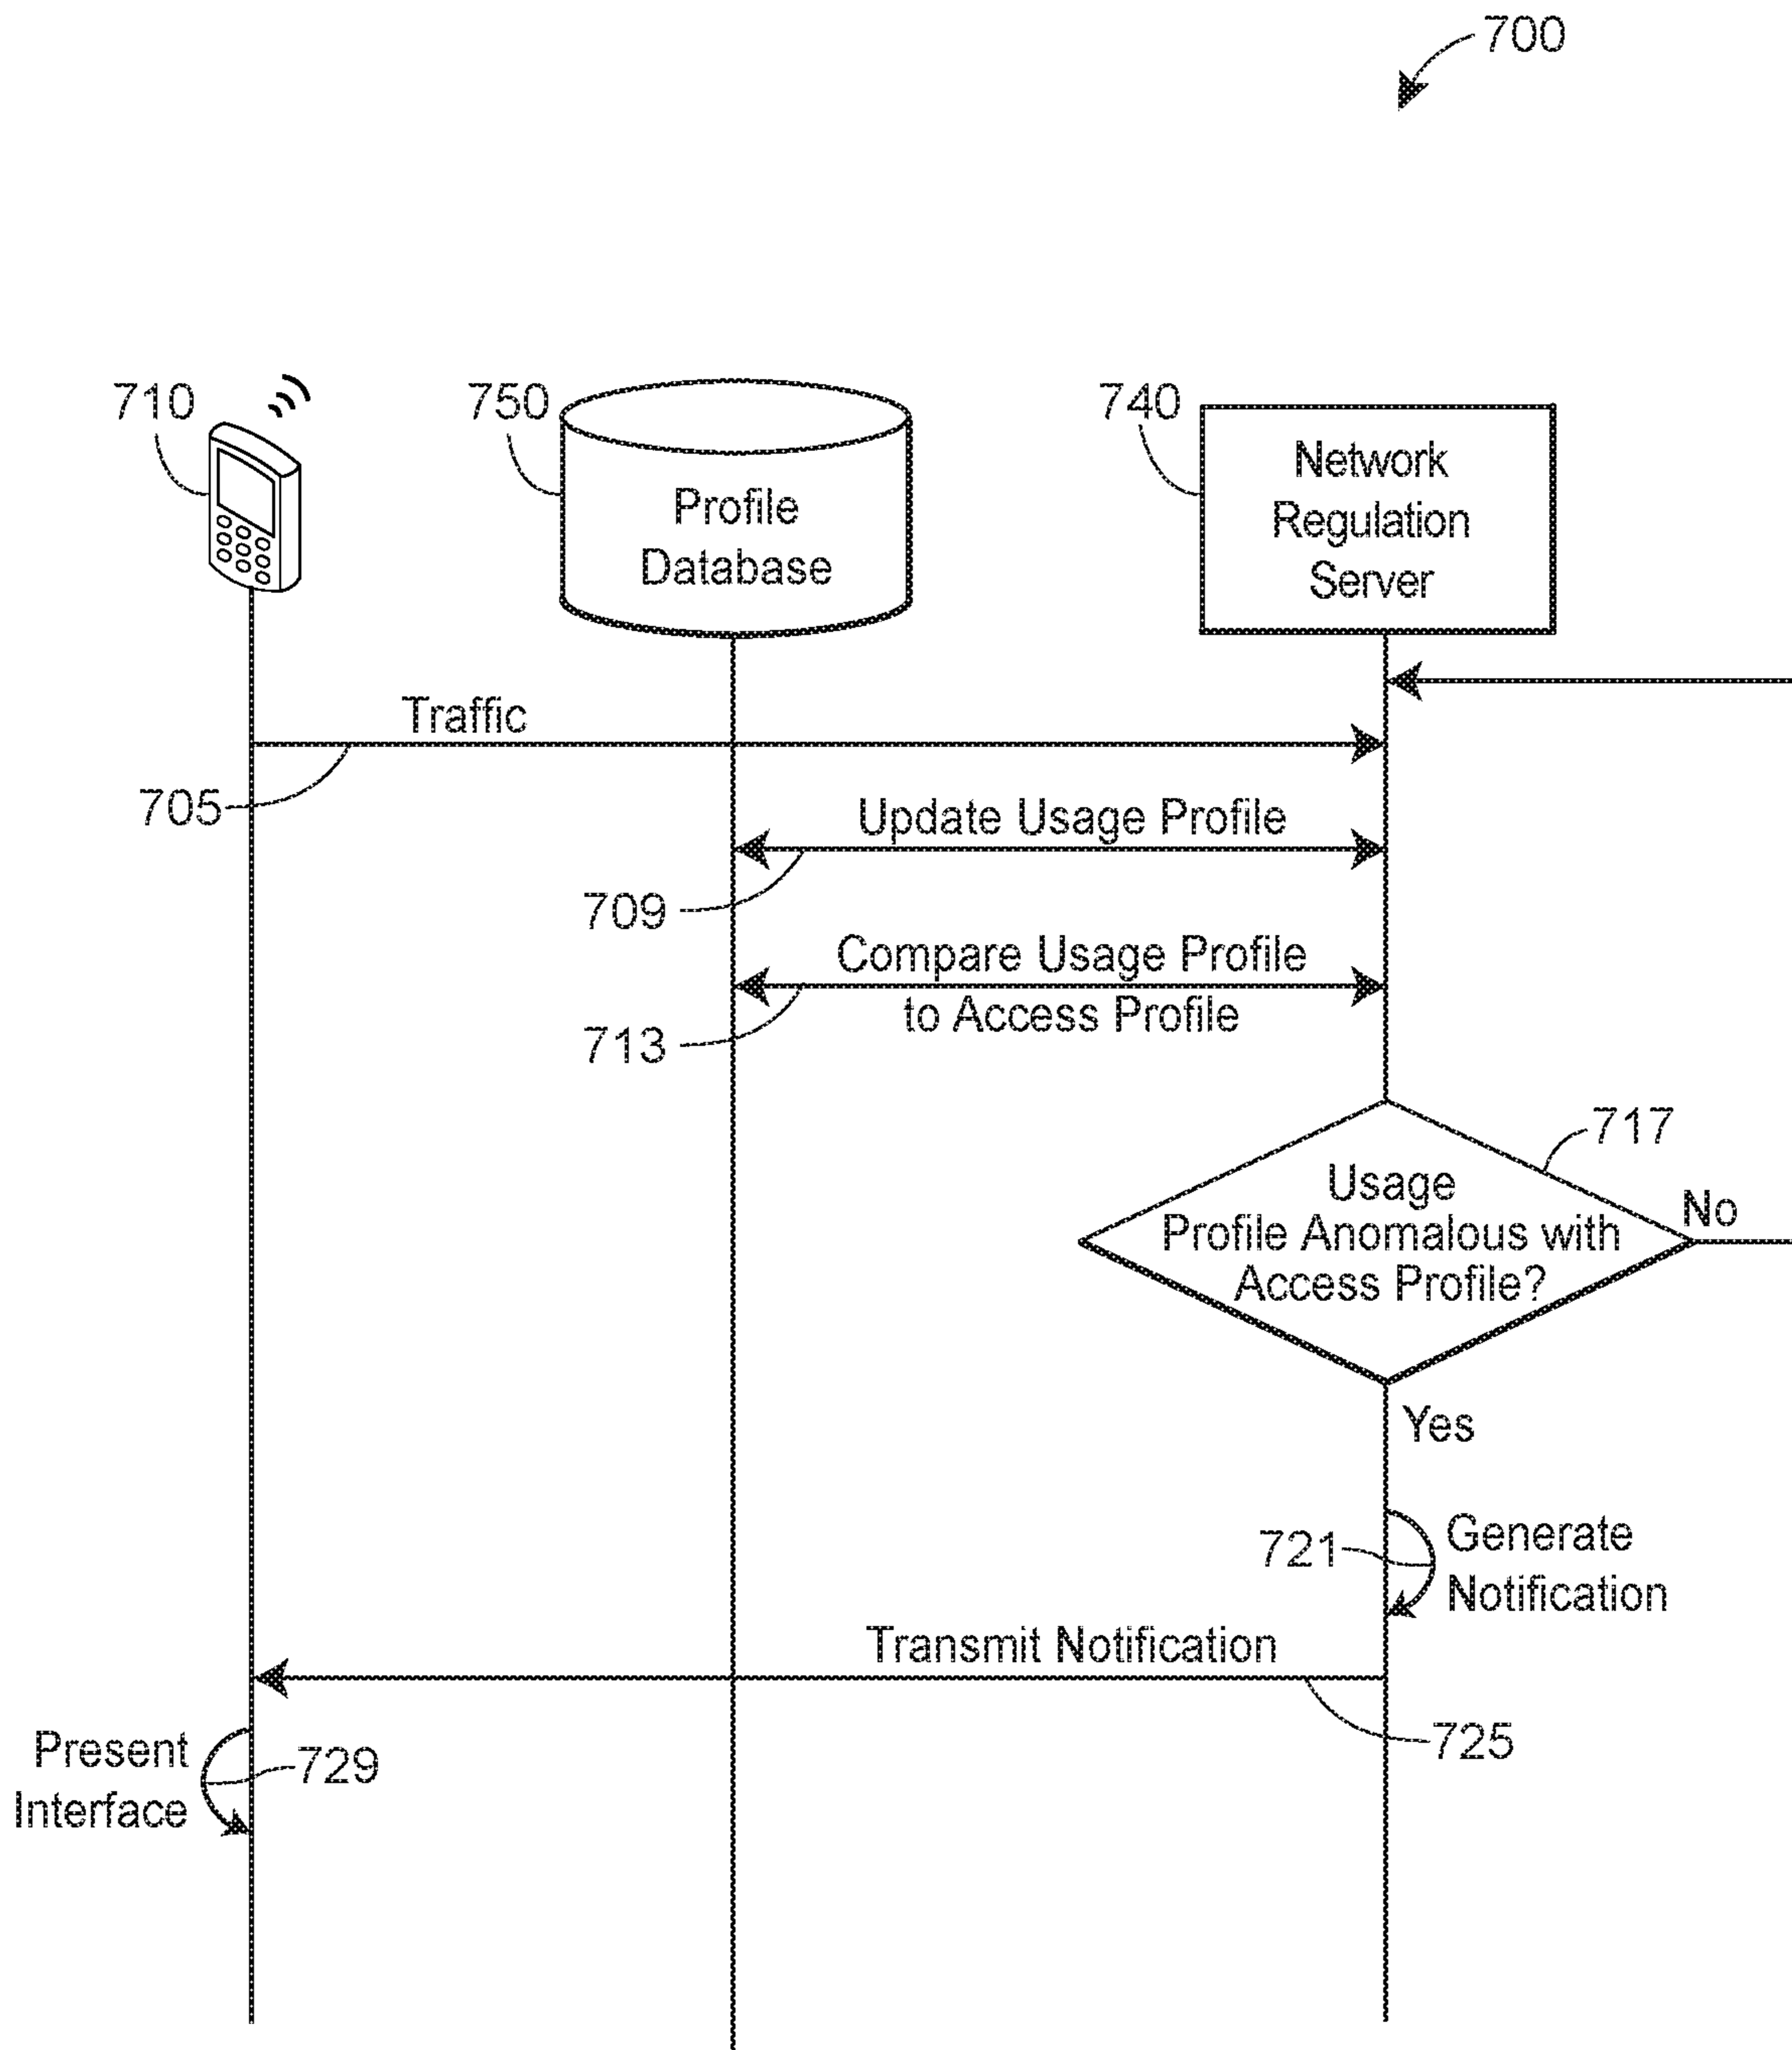 700
710
750
740
Profile
Database
Network
Regulation
Server
Traffic
705
Update Usage Profile
709
Compare Usage Profile
to Access Profile
713
717
Usage
Profile Anomalous with
Access Profile?
No
Yes
721
Generate
Notification
Transmit Notification
725
Present
Interface
729